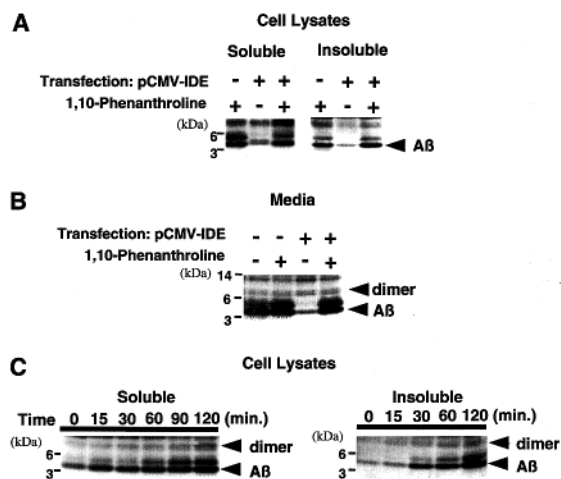 A
Cell Lysates
Soluble Insoluble
Transfection: pCMV-IDE - + + - + +
1,10-Phenanthroline + - + + - +
(kDa)
6
3
Aß
B
Media
Transfection: pCMV-IDE - - + +
1,10-Phenanthroline - + - +
(kDa) 14
dimer
6
Aß
3
C
Cell Lysates
Soluble Insoluble
Time 0 15 30 60 90 120 (min.) 0 15 30 60 120 (min.)
(kDa) dimer (kDa) dimer
6 6
Aß Aß
3 3